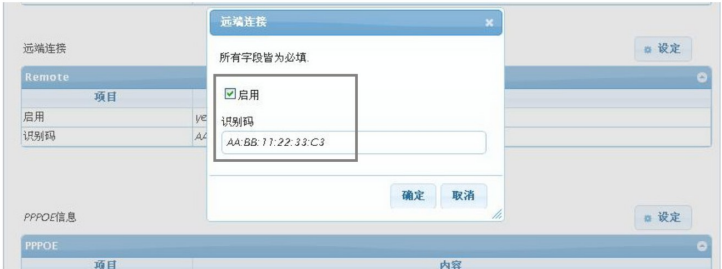 远端连接
所有字段皆为必填.
启用
识别码
AA:BB:11:22:33:C3
确定 取消
远端连接 设定
Remote
项目
启用 ye
识别码 AA
PPPOE信息 设定
PPPOE
项目 内容